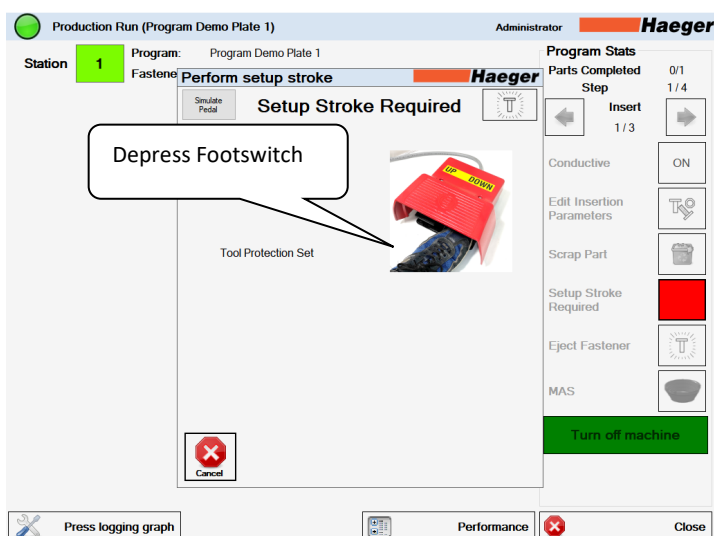 Production Run (Program Demo Plate 1)
Administrator
Haeger
Station
1
Program:
Program Demo Plate 1
Fastene
Perform setup stroke
Haeger
Simulate
Pedal
Setup Stroke Required
T
Depress Footswitch
UP DOWN
Tool Protection Set
Cancel
Program Stats
Parts Completed
0/1
Step
1/4
Insert
1/3
Conductive
ON
Edit Insertion
Parameters
Scrap Part
Setup Stroke
Required
Eject Fastener
T
MAS
Turn off machine
Press logging graph
Performance
Close